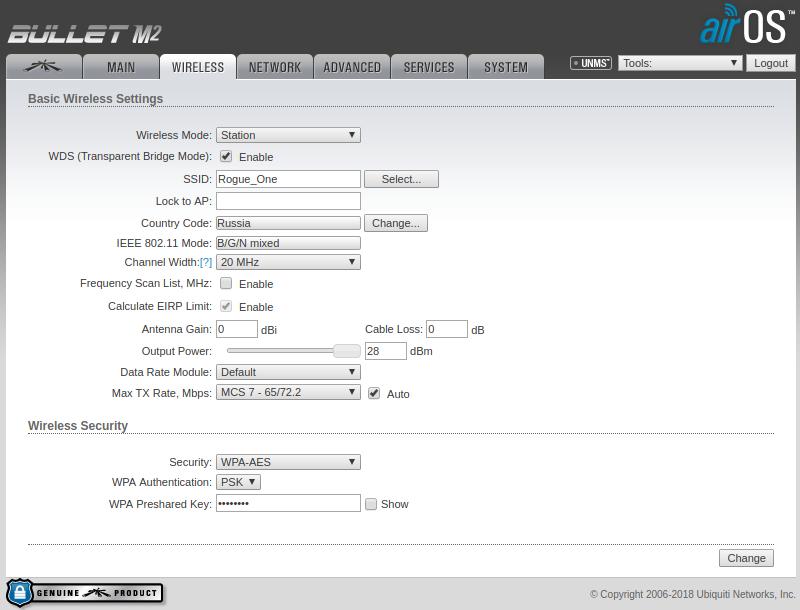 BULLET M2
airOS™
MAIN WIRELESS NETWORK ADVANCED SERVICES SYSTEM UNMS™ Tools: Logout
Basic Wireless Settings
Wireless Mode: Station
WDS (Transparent Bridge Mode): Enable
SSID: Rogue_One Select...
Lock to AP:
Country Code: Russia Change...
IEEE 802.11 Mode: B/G/N mixed
Channel Width:[?] 20 MHz
Frequency Scan List, MHz: Enable
Calculate EIRP Limit: Enable
Antenna Gain: 0 dBi Cable Loss: 0 dB
Output Power: 28 dBm
Data Rate Module: Default
Max TX Rate, Mbps: MCS 7 - 65/72.2 Auto
Wireless Security
Security: WPA-AES
WPA Authentication: PSK
WPA Preshared Key: •••••••• Show
Change
GENUINE PRODUCT
© Copyright 2006-2018 Ubiquiti Networks, Inc.